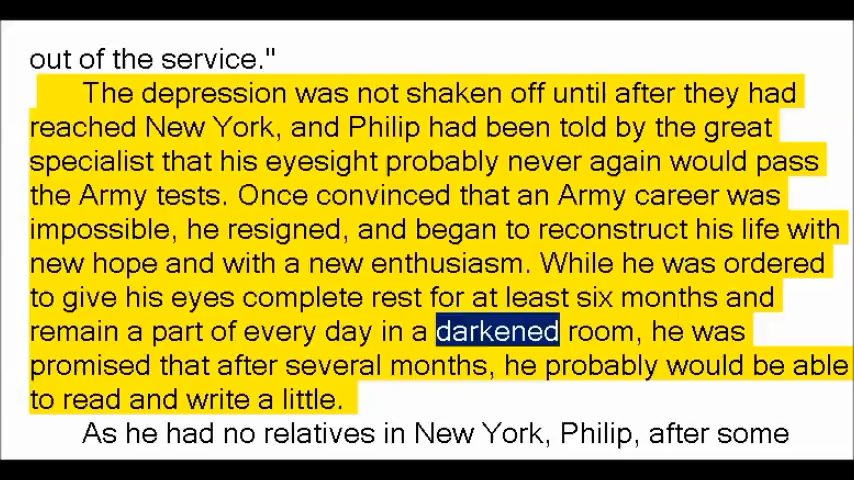 out of the service."
The depression was not shaken off until after they had
reached New York, and Philip had been told by the great
specialist that his eyesight probably never again would pass
the Army tests. Once convinced that an Army career was
impossible, he resigned, and began to reconstruct his life with
new hope and with a new enthusiasm. While he was ordered
to give his eyes complete rest for at least six months and
remain a part of every day in a darkened room, he was
promised that after several months, he probably would be able
to read and write a little.
As he had no relatives in New York, Philip, after some